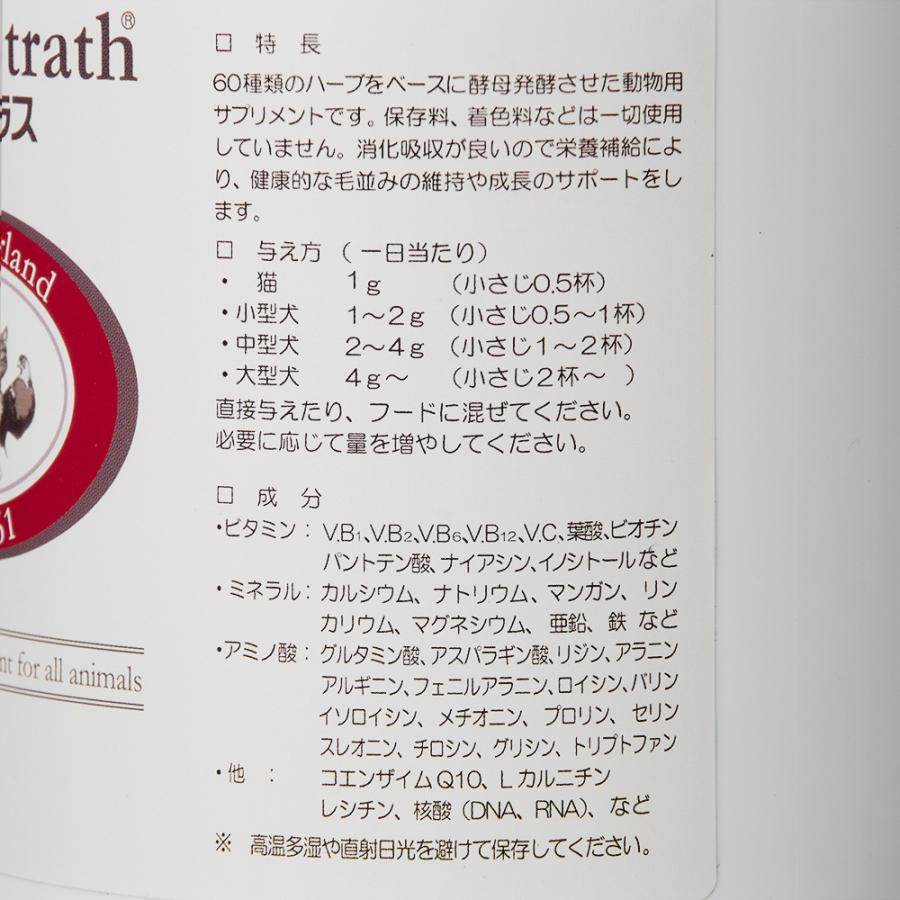 trath®
ラス
rland
61
nt for all animals
□ 特 長
60種類のハーブをベースに酵母発酵させた動物用
サプリメントです。保存料、着色料などは一切使用
していません。消化吸収が良いので栄養補給によ
り、健康的な毛並みの維持や成長のサポートをし
ます。
□ 与え方 ( 一日当たり)
・ 猫 1g (小さじ0.5杯)
・小型犬 1～2g (小さじ0.5～1杯)
・中型犬 2～4g (小さじ1～2杯)
・大型犬 4g～ (小さじ2杯～ )
直接与えたり、フードに混ぜてください。
必要に応じて量を増やしてください。
□ 成 分
・ビタミン： V.B₁、V.B₂、V.B₆、V.B₁₂、V.C、葉酸、ビオチン
パントテン酸、ナイアシン、イノシトールなど
・ミネラル： カルシウム、ナトリウム、マンガン、リン
カリウム、マグネシウム、亜鉛、鉄 など
・アミノ酸： グルタミン酸、アスパラギン酸、リジン、アラニン
アルギニン、フェニルアラニン、ロイシン、バリン
イソロイシン、メチオニン、プロリン、セリン
スレオニン、チロシン、グリシン、トリプトファン
・他 ： コエンザイムQ10、Lカルニチン
レシチン、核酸（DNA、RNA）、など
※ 高温多湿や直射日光を避けて保存してください。